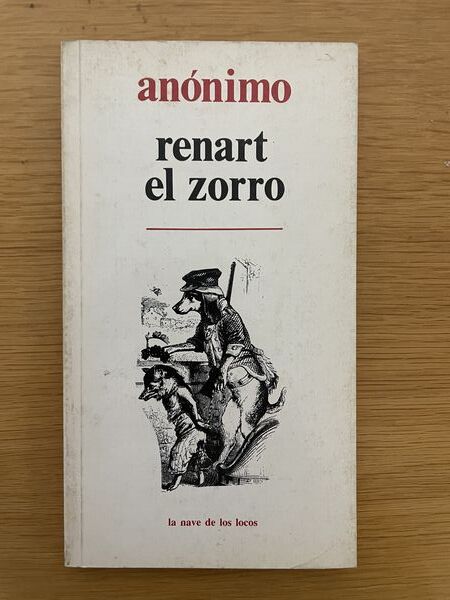 anónimo
renart
el zorro
la nave de los locos